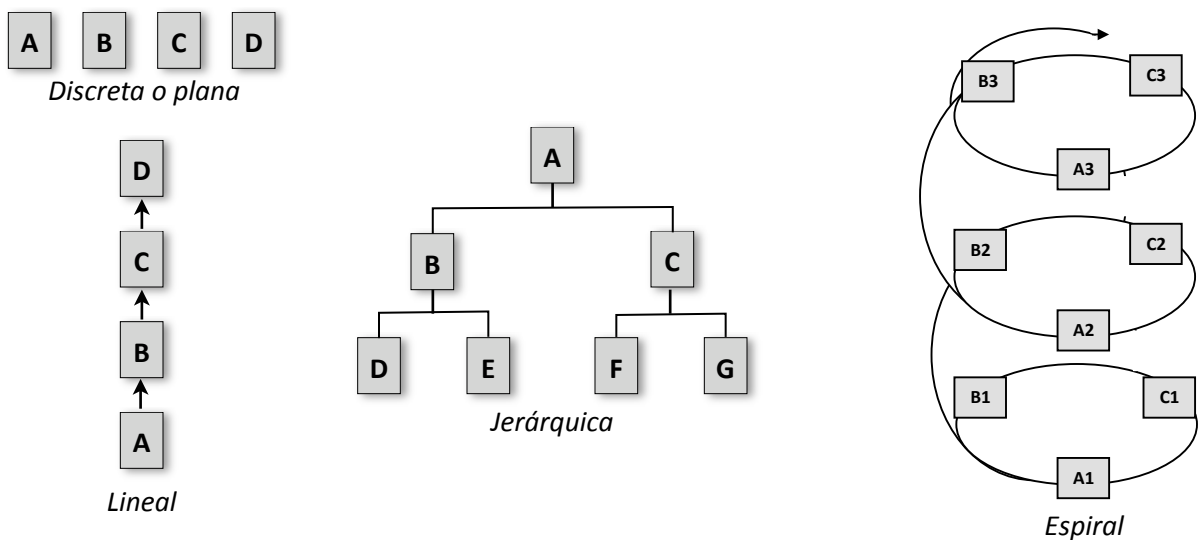 A B C D
Discreta o plana
D
C
B
A
Lineal
A
B C
D E F G
Jerárquica
B3 C3
A3
B2 C2
A2
B1 C1
A1
Espiral